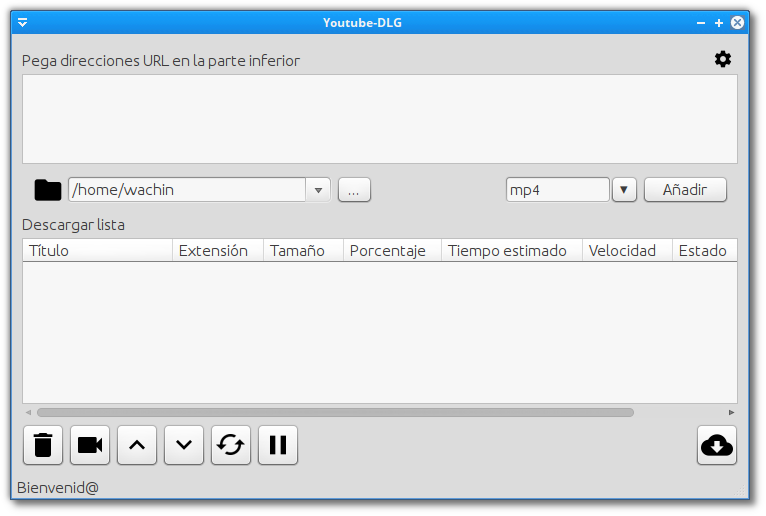 Youtube-DLG
Pega direcciones URL en la parte inferior
/home/wachin ... mp4 Añadir
Descargar lista
Título Extensión Tamaño Porcentaje Tiempo estimado Velocidad Estado
Bienvenid@